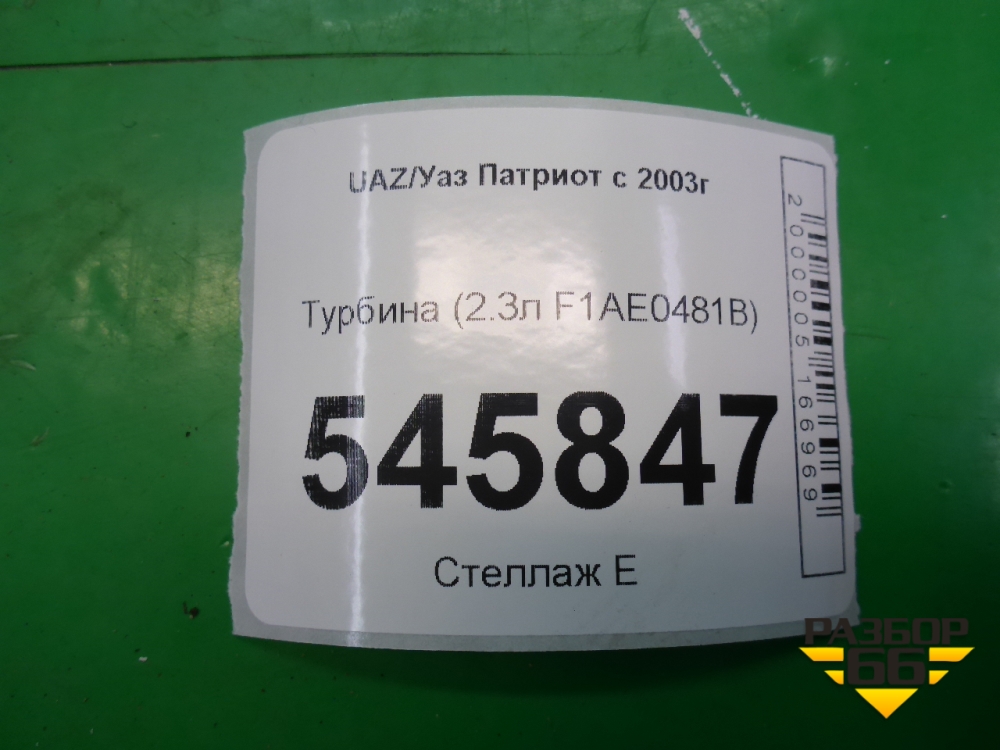 UAZ/Уаз Патриот с 2003г
Турбина (2.3л F1AE0481B)
545847
Стеллаж Е
2000005166969
РАЗБОР
66